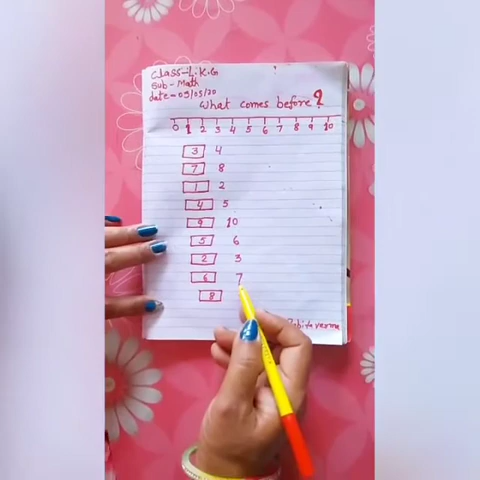 Class-L.K.G
Sub- Math
date=09/05/20
What comes before?
0 1 2 3 4 5 6 7 8 9 10
3 4
7 8
1 2
4 5
9 10
5 6
2 3
6 7
8
verma